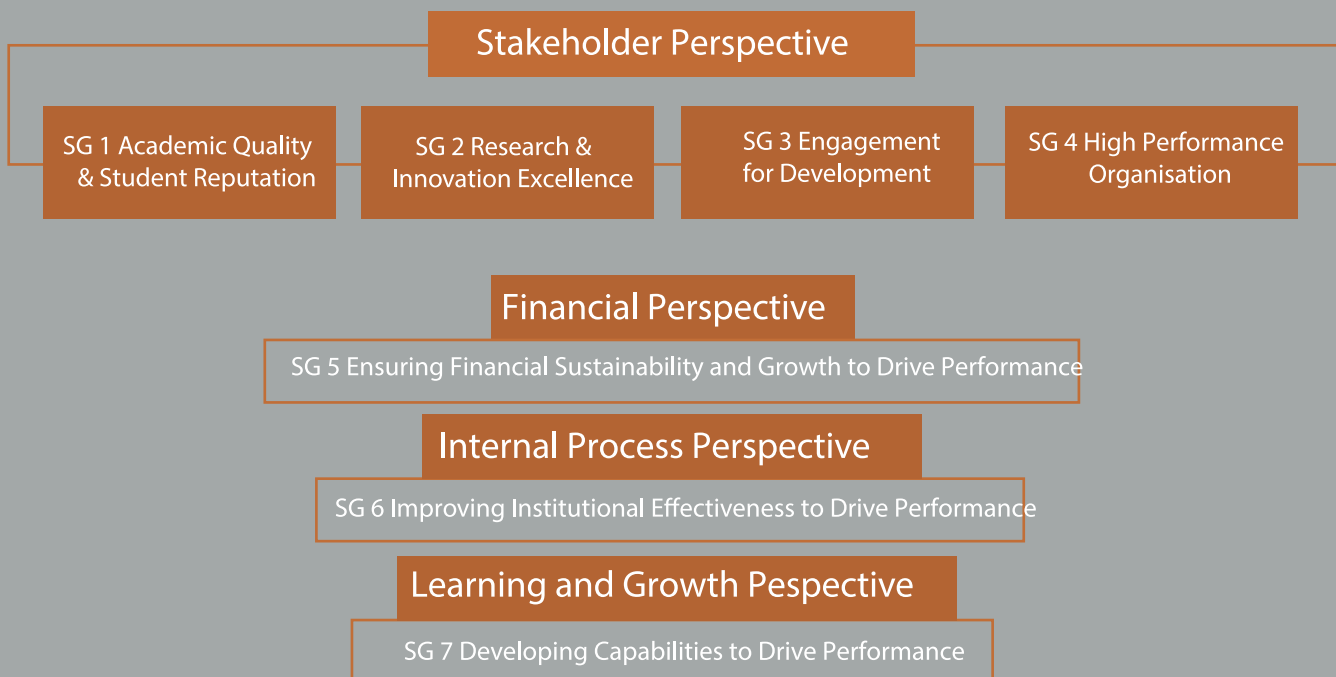 Stakeholder Perspective
SG 1 Academic Quality
& Student Reputation
SG 2 Research &
Innovation Excellence
SG 3 Engagement
for Development
SG 4 High Performance
Organisation
Financial Perspective
SG 5 Ensuring Financial Sustainability and Growth to Drive Performance
Internal Process Perspective
SG 6 Improving Institutional Effectiveness to Drive Performance
Learning and Growth Pespective
SG 7 Developing Capabilities to Drive Performance